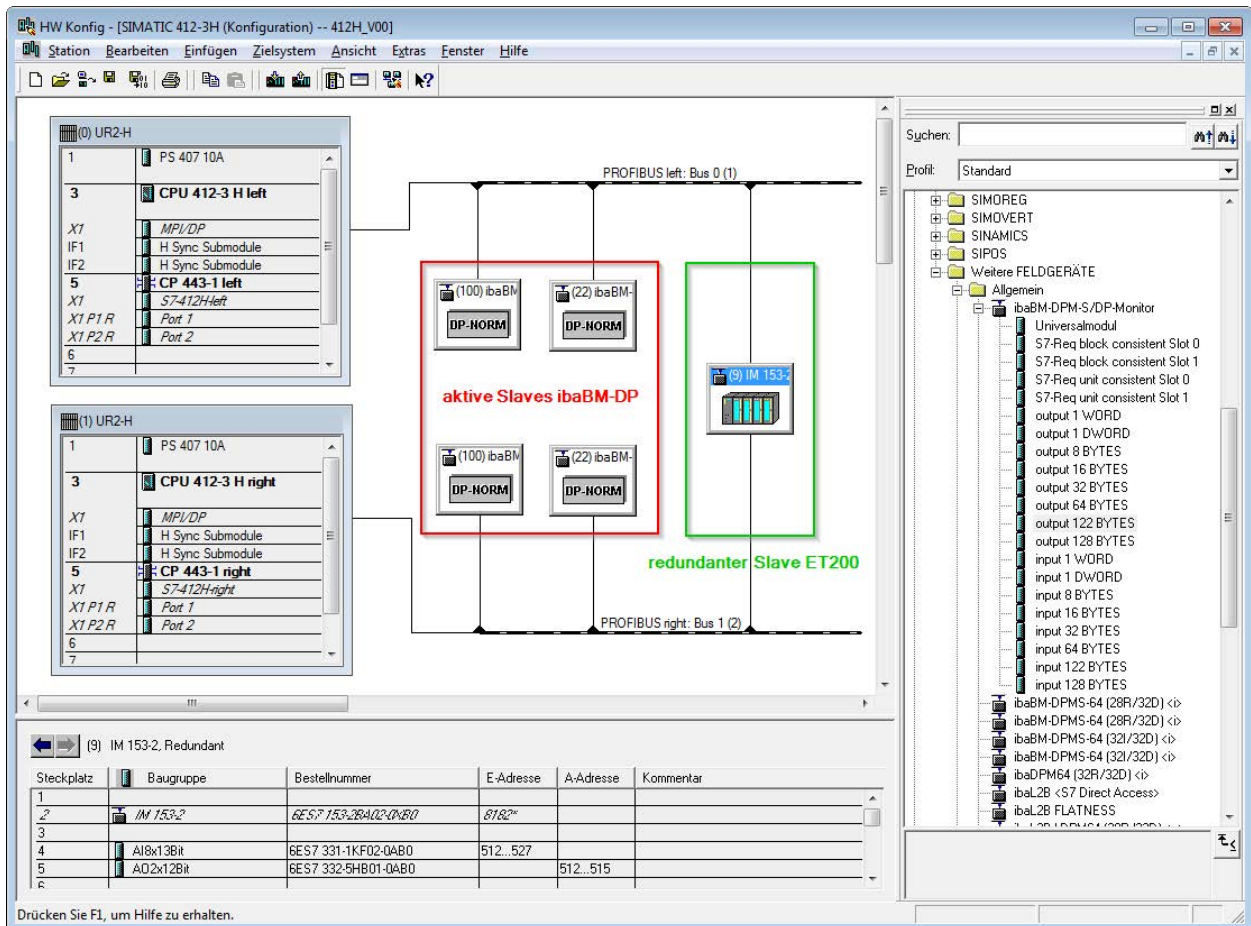 HW Konfig - [SIMATIC 412-3H (Konfiguration) -- 412H_V00]
Station Bearbeiten Einfügen Zielsystem Ansicht Extras Fenster Hilfe
(0) UR2-H
1 PS 407 10A
3 CPU 412-3 H left
X1 MPI/DP
IF1 H Sync Submodule
IF2 H Sync Submodule
5 CP 443-1 left
X1 S7-412H-left
X1 P1 R Port 1
X1 P2 R Port 2
6
7
(1) UR2-H
1 PS 407 10A
3 CPU 412-3 H right
X1 MPI/DP
IF1 H Sync Submodule
IF2 H Sync Submodule
5 CP 443-1 right
X1 S7-412H-right
X1 P1 R Port 1
X1 P2 R Port 2
6
7
PROFIBUS left: Bus 0 (1)
(100) ibaBM
DP-NORM
(22) ibaBM-
DP-NORM
(9) IM 153-2
aktive Slaves ibaBM-DP
(100) ibaBM
DP-NORM
(22) ibaBM-
DP-NORM
redundanter Slave ET200
PROFIBUS right: Bus 1 (2)
Suchen:
Profil: Standard
SIMOREG
SIMOVERT
SINAMICS
SIPOS
Weitere FELDGERÄTE
Allgemein
ibaBM-DPM-S/DP-Monitor
Universalmodul
S7-Req block consistent Slot 0
S7-Req block consistent Slot 1
S7-Req unit consistent Slot 0
S7-Req unit consistent Slot 1
output 1 WORD
output 1 DWORD
output 8 BYTES
output 16 BYTES
output 32 BYTES
output 64 BYTES
output 122 BYTES
output 128 BYTES
input 1 WORD
input 1 DWORD
input 8 BYTES
input 16 BYTES
input 32 BYTES
input 64 BYTES
input 122 BYTES
input 128 BYTES
ibaBM-DPMS-64 (28R/32D) <i>
ibaBM-DPMS-64 (28R/32D) <i>
ibaBM-DPMS-64 (32I/32D) <i>
ibaBM-DPMS-64 (32I/32D) <i>
ibaDPM64 (32R/32D) <i>
ibaL2B <S7 Direct Access>
ibaL2B FLATNESS
(9) IM 153-2, Redundant
Steckplatz Baugruppe Bestellnummer E-Adresse A-Adresse Kommentar
1
2 IM 153-2 6ES7 153-2BA02-0XB0 8182*
3
4 AI8x13Bit 6ES7 331-1KF02-0AB0 512...527
5 AO2x12Bit 6ES7 332-5HB01-0AB0 512...515
6
Drücken Sie F1, um Hilfe zu erhalten.